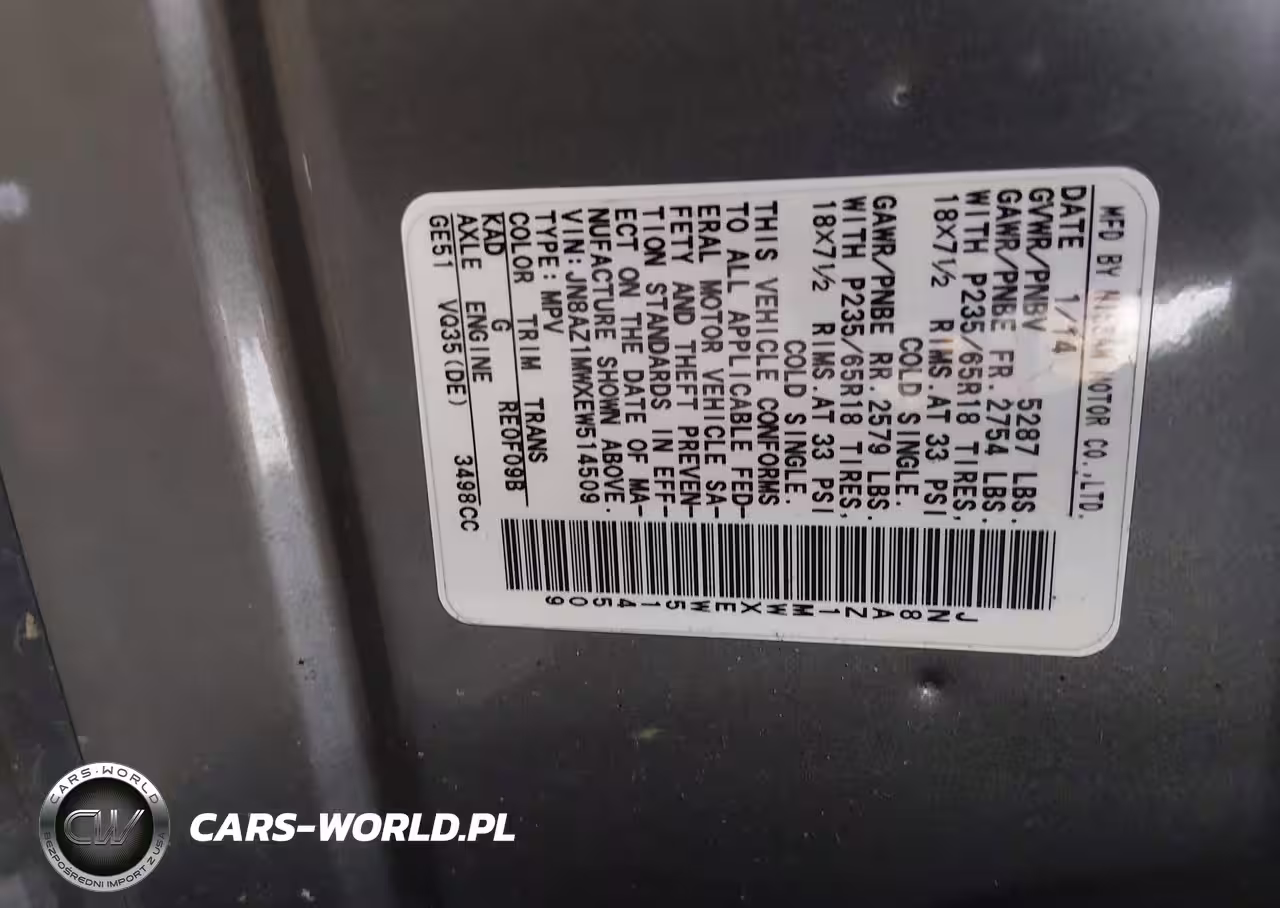 MFD BY NISSAN MOTOR CO.,LTD.
DATE 1/14
GVWR/PNBV 5287 LBS.
GAWR/PNBE FR.2754 LBS.
WITH P235/65R18 TIRES,
18X7½ RIMS.AT 33 PSI
COLD SINGLE.
GAWR/PNBE RR.2579 LBS.
WITH P235/65R18 TIRES,
18X7½ RIMS.AT 33 PSI
COLD SINGLE.
THIS VEHICLE CONFORMS
TO ALL APPLICABLE FED-
ERAL MOTOR VEHICLE SA-
FETY AND THEFT PREVEN-
TION STANDARDS IN EFF-
ECT ON THE DATE OF MA-
NUFACTURE SHOWN ABOVE.
VIN:JN8AZ1MWXEW514509
TYPE:MPV
COLOR TRIM TRANS
KAD G RE0F09B
AXLE ENGINE
GE51 VQ35(DE) 3498CC
JN8AZ1MWXEW514509
CARS-WORLD
CW
BEZPOŚREDNI IMPORT Z USA
CARS-WORLD.PL